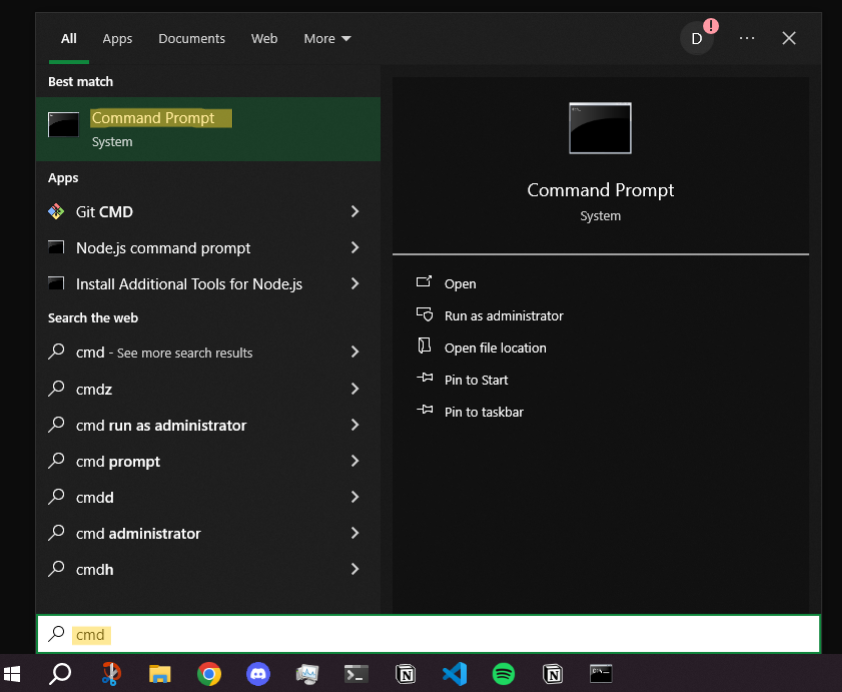 All Apps Documents Web More D ! ...
Best match
Command Prompt
System
Apps
Git CMD
Node.js command prompt
Install Additional Tools for Node.js
Search the web
cmd - See more search results
cmdz
cmd run as administrator
cmd prompt
cmdd
cmd administrator
cmdh
Command Prompt
System
Open
Run as administrator
Open file location
Pin to Start
Pin to taskbar
cmd